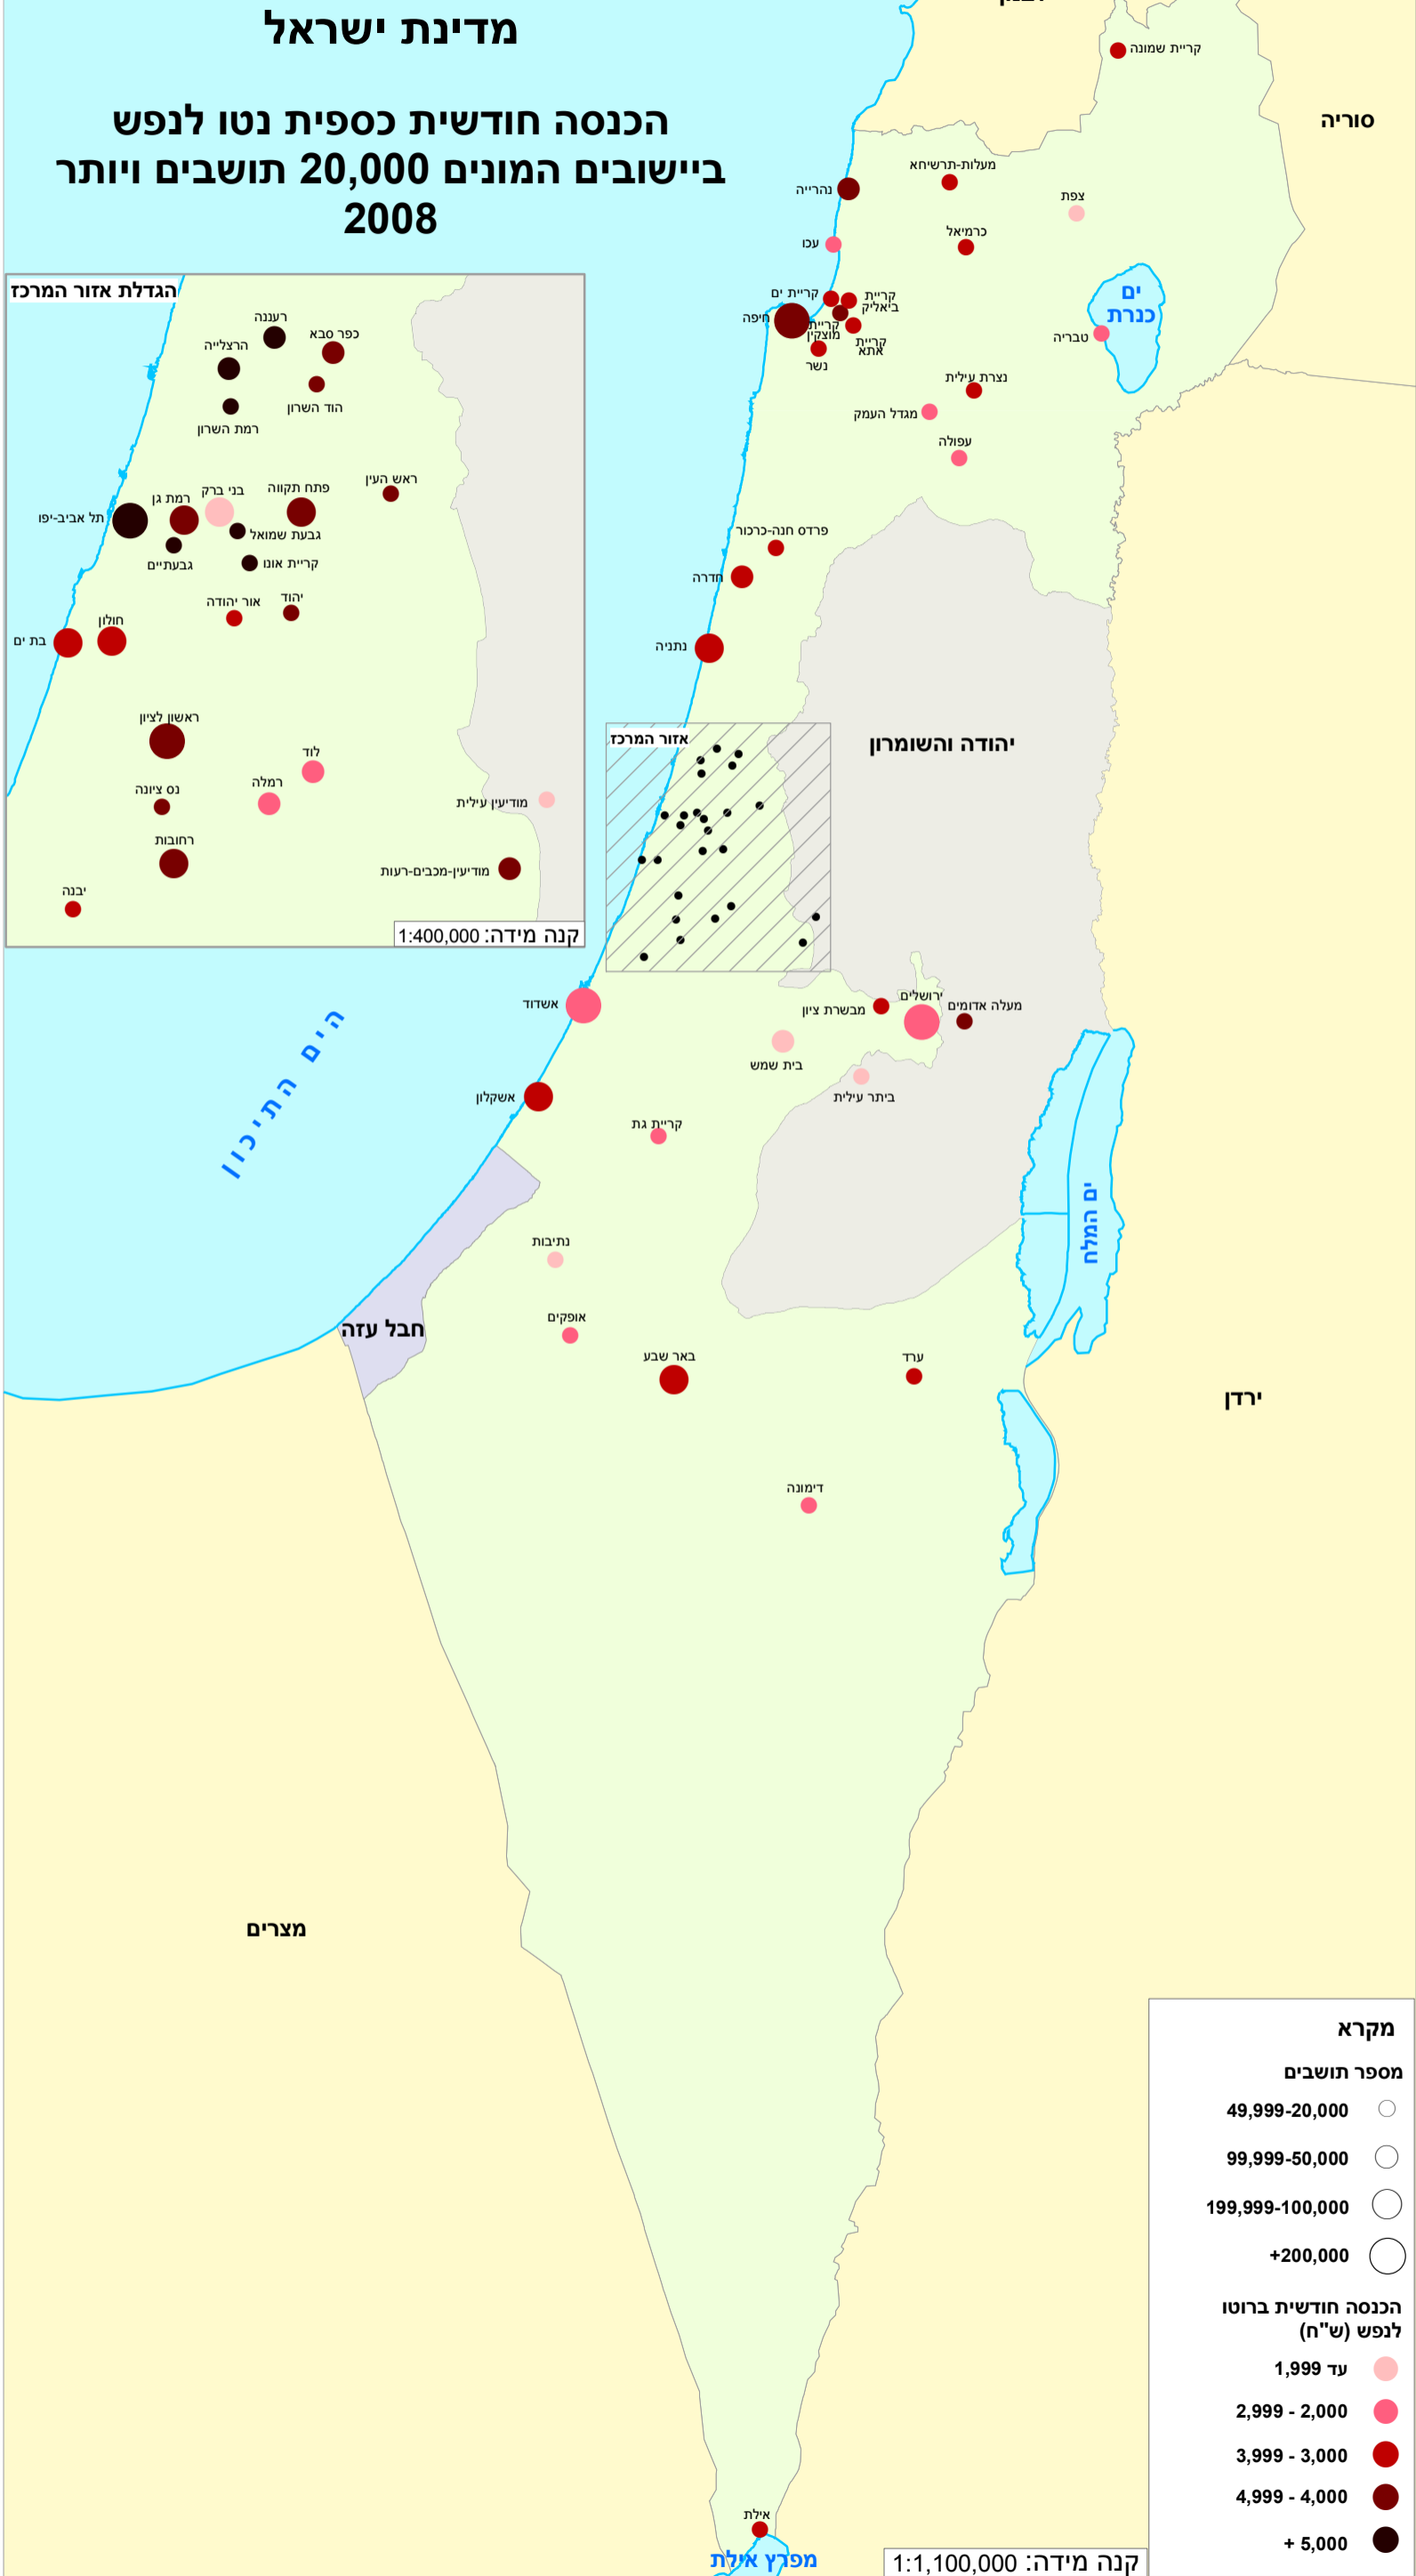 מדינת ישראל
הכנסה חודשית כספית נטו לנפש
ביישובים המונים 20,000 תושבים ויותר
2008
סוריה
קריית שמונה
מעלות-תרשיחא
נהרייה
צפת
כרמיאל
עכו
ים
כנרת
קריית ים
קריית
ביאליק
חיפה
קריית
מוצקין
קריית
אתא
נשר
טבריה
נצרת עילית
מגדל העמק
עפולה
פרדס חנה-כרכור
חדרה
נתניה
אזור המרכז
יהודה והשומרון
הגדלת אזור המרכז
רעננה
כפר סבא
הרצלייה
הוד השרון
רמת השרון
ראש העין
פתח תקווה
בני ברק
רמת גן
תל אביב-יפו
גבעת שמואל
גבעתיים
קריית אונו
יהוד
אור יהודה
חולון
בת ים
ראשון לציון
לוד
רמלה
נס ציונה
מודיעין עילית
רחובות
מודיעין-מכבים-רעות
יבנה
קנה מידה: 1:400,000
אשדוד
מבשרת ציון
ירושלים
מעלה אדומים
בית שמש
ביתר עילית
אשקלון
קריית גת
הים התיכון
ים המלח
נתיבות
חבל עזה
אופקים
באר שבע
ערד
ירדן
דימונה
מצרים
אילת
מפרץ אילת
קנה מידה: 1:1,100,000
מקרא
מספר תושבים
49,999-20,000
99,999-50,000
199,999-100,000
+200,000
הכנסה חודשית ברוטו
לנפש (ש"ח)
עד 1,999
2,999 - 2,000
3,999 - 3,000
4,999 - 4,000
+ 5,000